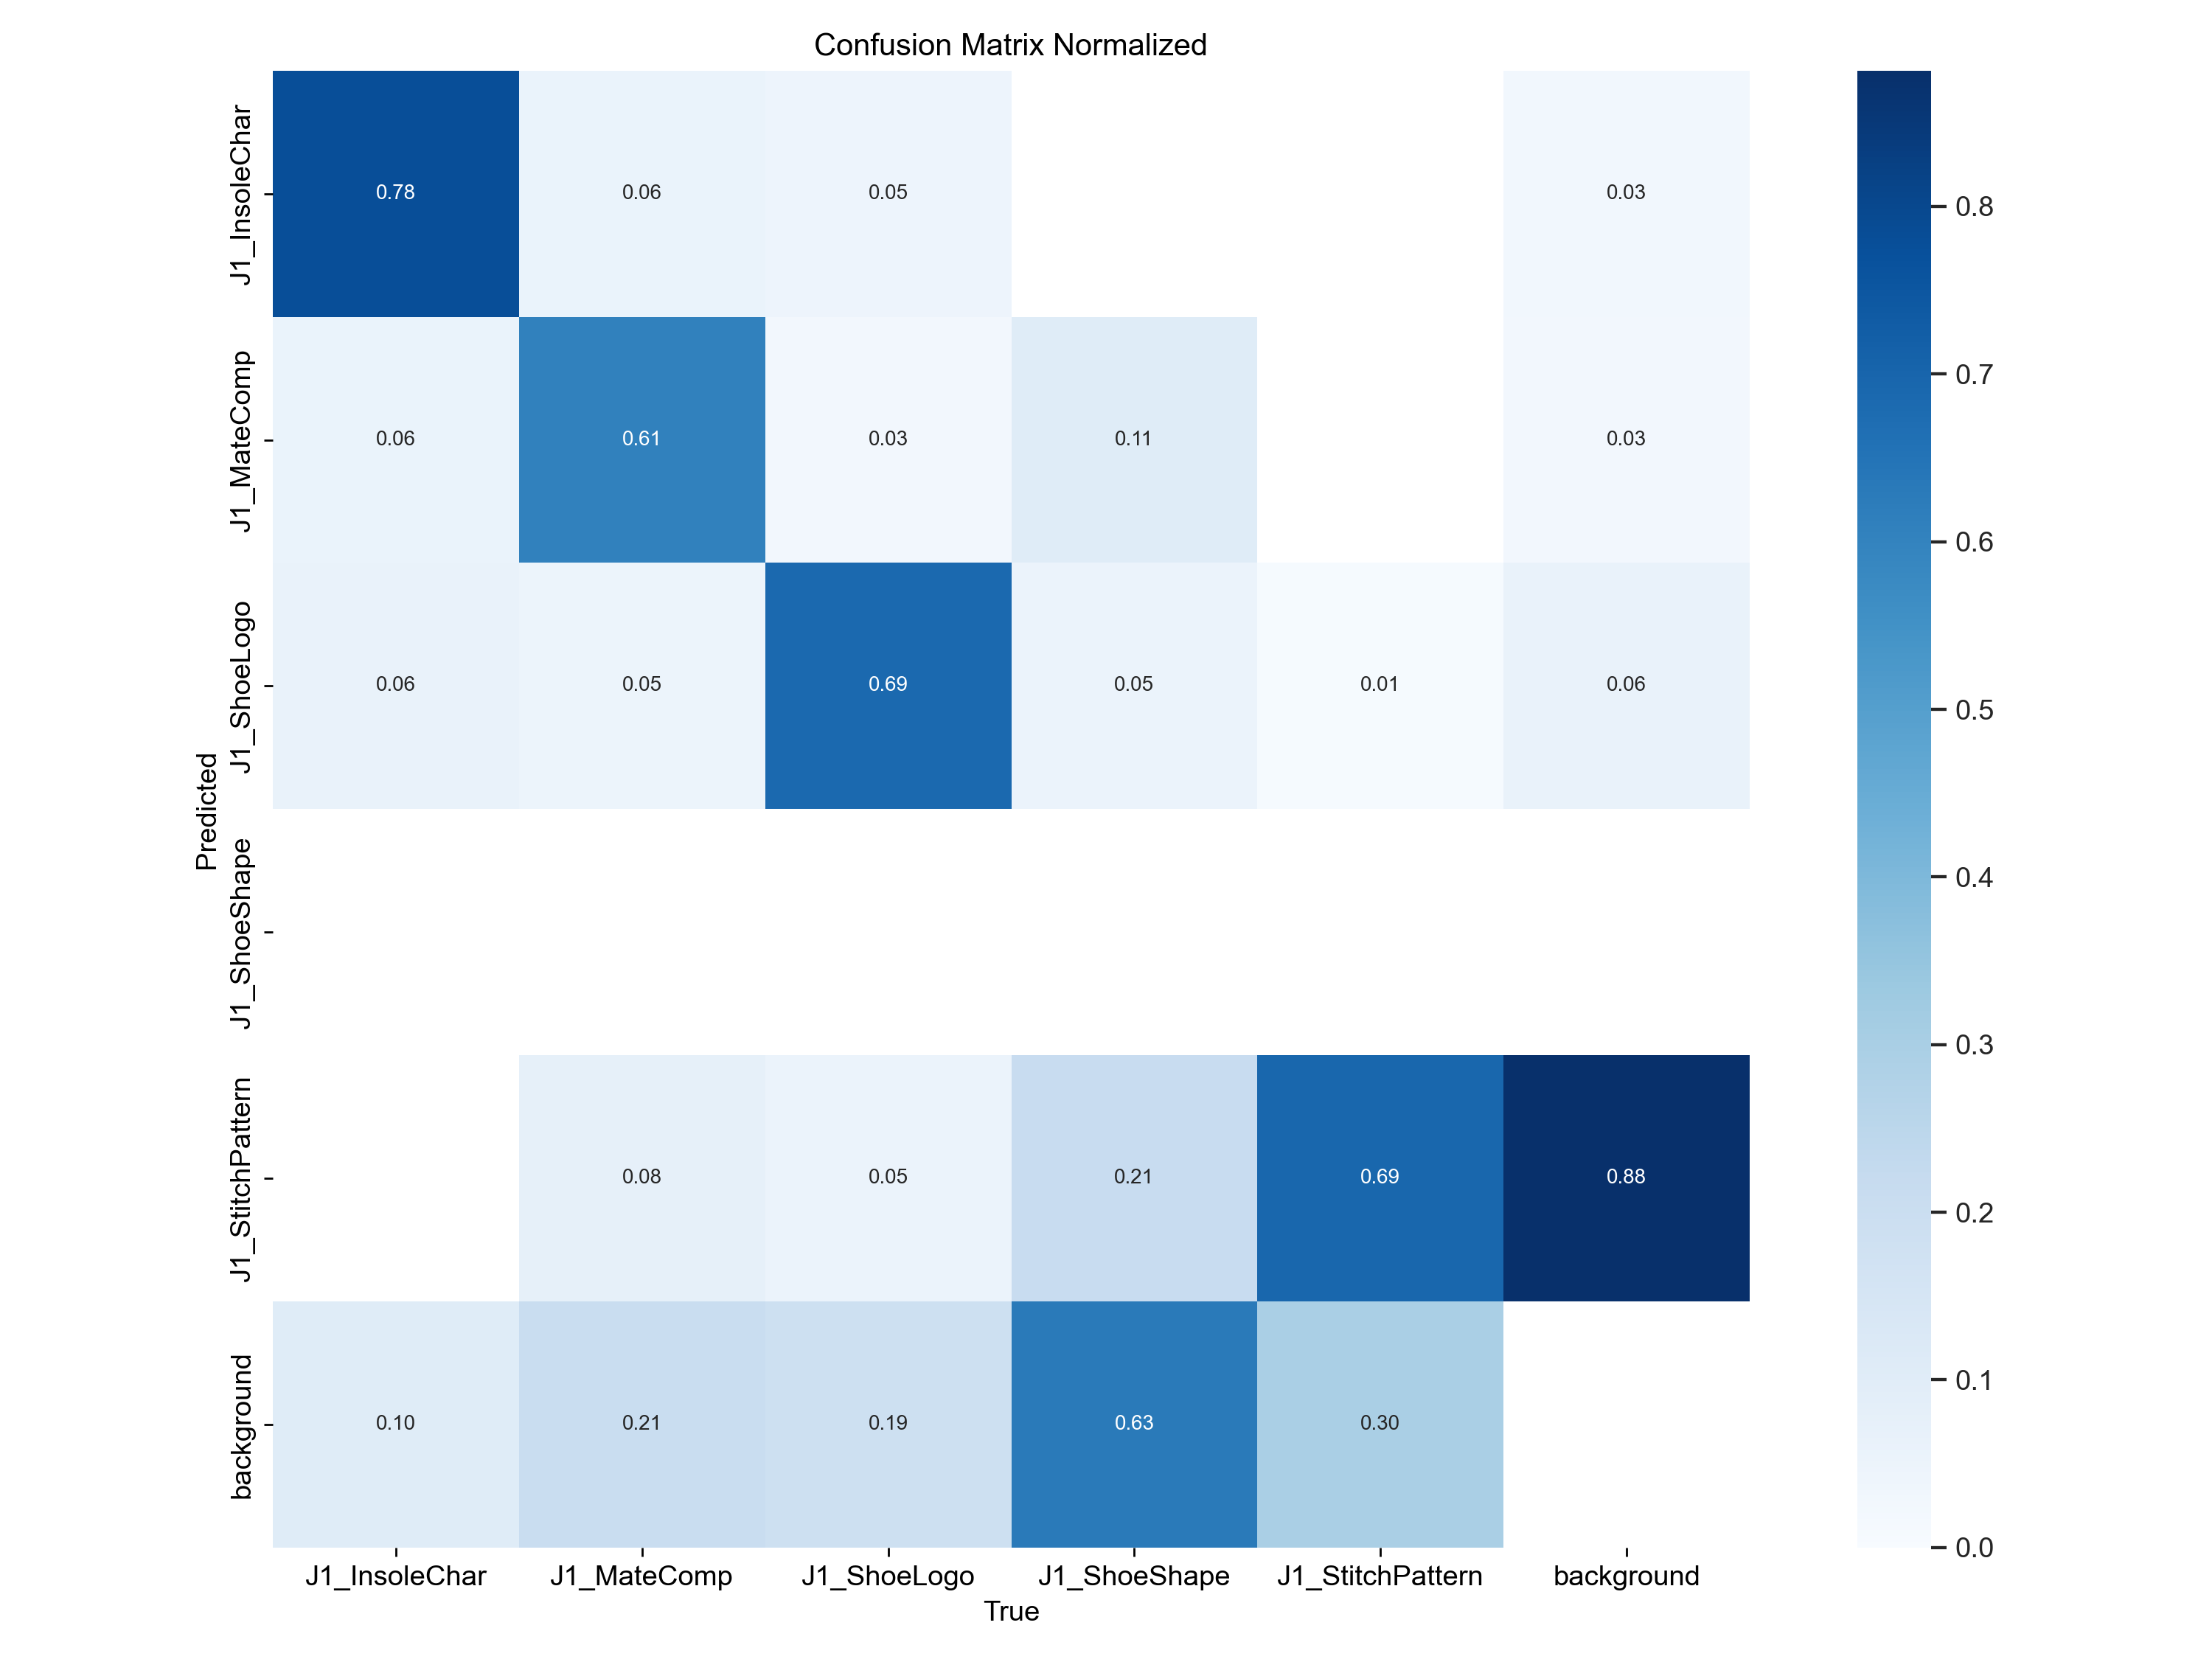 Confusion Matrix Normalized
J1_InsoleChar
0.78 0.06 0.05 0.03
J1_MateComp
0.06 0.61 0.03 0.11 0.03
J1_ShoeLogo
0.06 0.05 0.69 0.05 0.01 0.06
Predicted
J1_ShoeShape
J1_StitchPattern
0.08 0.05 0.21 0.69 0.88
background
0.10 0.21 0.19 0.63 0.30
J1_InsoleChar J1_MateComp J1_ShoeLogo J1_ShoeShape J1_StitchPattern background
True
0.8
0.7
0.6
0.5
0.4
0.3
0.2
0.1
0.0